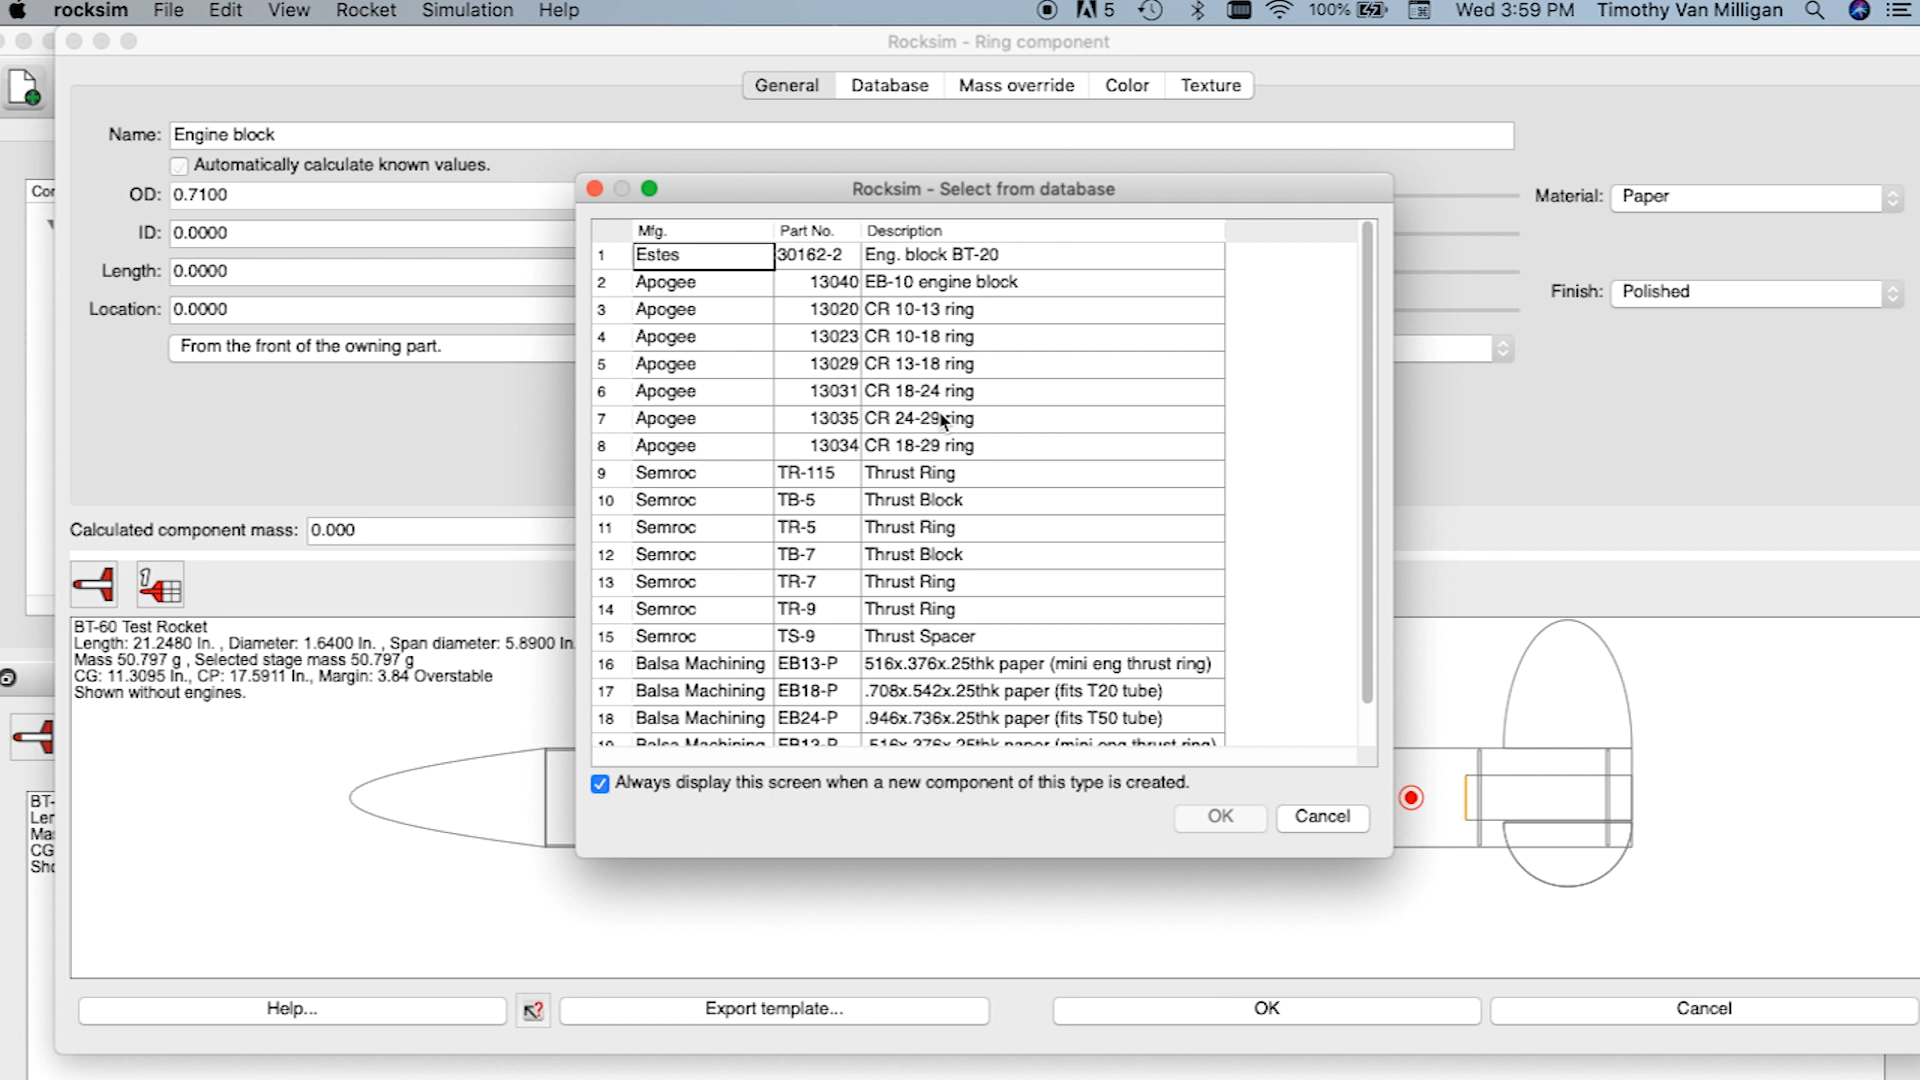 rocksim File Edit View Rocket Simulation Help 5 100% Wed 3:59 PM Timothy Van Milligan
Rocksim - Ring component
General Database Mass override Color Texture
Name: Engine block
Automatically calculate known values.
OD: 0.7100
ID: 0.0000
Length: 0.0000
Location: 0.0000
From the front of the owning part.
Material: Paper
Finish: Polished
Calculated component mass: 0.000
Rocksim - Select from database
Mfg. Part No. Description
1 Estes 30162-2 Eng. block BT-20
2 Apogee 13040 EB-10 engine block
3 Apogee 13020 CR 10-13 ring
4 Apogee 13023 CR 10-18 ring
5 Apogee 13029 CR 13-18 ring
6 Apogee 13031 CR 18-24 ring
7 Apogee 13035 CR 24-29 ring
8 Apogee 13034 CR 18-29 ring
9 Semroc TR-115 Thrust Ring
10 Semroc TB-5 Thrust Block
11 Semroc TR-5 Thrust Ring
12 Semroc TB-7 Thrust Block
13 Semroc TR-7 Thrust Ring
14 Semroc TR-9 Thrust Ring
15 Semroc TS-9 Thrust Spacer
16 Balsa Machining EB13-P 516x.376x.25thk paper (mini eng thrust ring)
17 Balsa Machining EB18-P .708x.542x.25thk paper (fits T20 tube)
18 Balsa Machining EB24-P .946x.736x.25thk paper (fits T50 tube)
19 Balsa Machining EB13-P .516x.376x.25thk paper (mini eng thrust ring)
Always display this screen when a new component of this type is created.
OK Cancel
BT-60 Test Rocket
Length: 21.2480 In. , Diameter: 1.6400 In. , Span diameter: 5.8900 In
Mass 50.797 g , Selected stage mass 50.797 g
CG: 11.3095 In., CP: 17.5911 In., Margin: 3.84 Overstable
Shown without engines.
Cor
BT-
Ler
Ma
CG
Sho
Help... Export template... OK Cancel